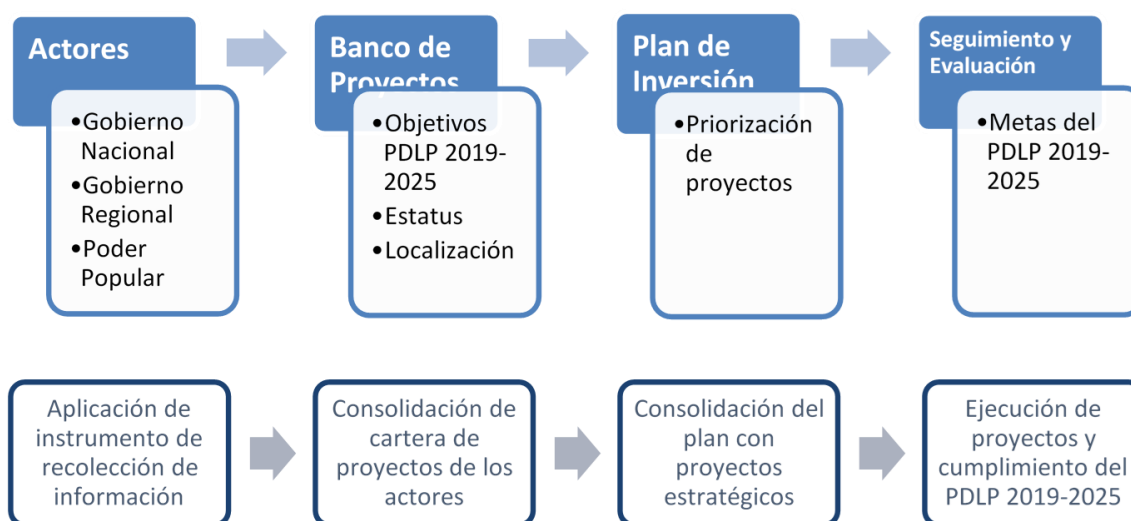 Actores
•Gobierno
Nacional
•Gobierno
Regional
•Poder
Popular
Banco de
Proyectos
•Objetivos
PDLP 2019-
2025
•Estatus
•Localización
Plan de
Inversión
•Priorización
de
proyectos
Seguimiento y
Evaluación
•Metas del
PDLP 2019-
2025
Aplicación de
instrumento de
recolección de
información
Consolidación de
cartera de
proyectos de los
actores
Consolidación del
plan con
proyectos
estratégicos
Ejecución de
proyectos y
cumplimiento del
PDLP 2019-2025